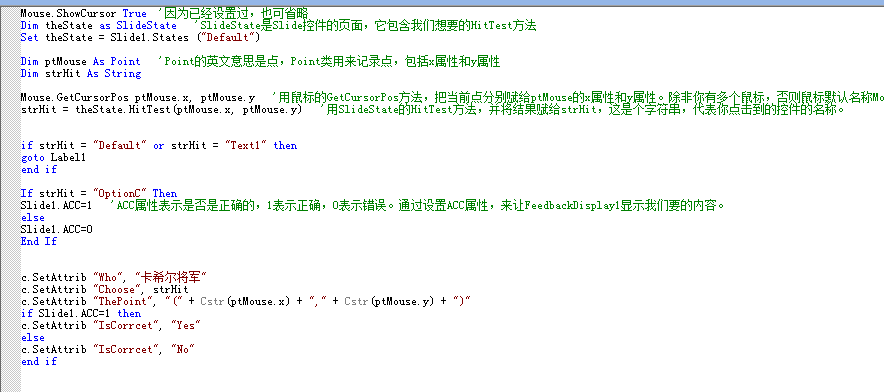 Mouse.ShowCursor True  '因为已经设置过，也可省略
Dim theState as SlideState  'SlideState是Slide控件的页面，它包含我们想要的HitTest方法
Set theState = Slide1.States ("Default")
Dim ptMouse As Point  'Point的英文意思是点，Point类用来记录点，包括x属性和y属性
Dim strHit As String
Mouse.GetCursorPos ptMouse.x, ptMouse.y  '用鼠标的GetCursorPos方法，把当前点分别赋给ptMouse的x属性和y属性。除非你有多个鼠标，否则鼠标默认名称Mo
strHit = theState.HitTest(ptMouse.x, ptMouse.y)  '用SlideState的HitTest方法，并将结果赋给strHit，这是个字符串，代表你点击到的控件的名称。
if strHit = "Default" or strHit = "Text1" then
goto Label1
end if
If strHit = "OptionC" Then
Slide1.ACC=1  'ACC属性表示是否是正确的，1表示正确，0表示错误。通过设置ACC属性，来让FeedbackDisplay1显示我们要的内容。
else
Slide1.ACC=0
End If
c.SetAttrib "Who", "卡希尔将军"
c.SetAttrib "Choose", strHit
c.SetAttrib "ThePoint", "(" + Cstr(ptMouse.x) + "," + Cstr(ptMouse.y) + ")"
if Slide1.ACC=1 then
c.SetAttrib "IsCorrcet", "Yes"
else
c.SetAttrib "IsCorrcet", "No"
end if